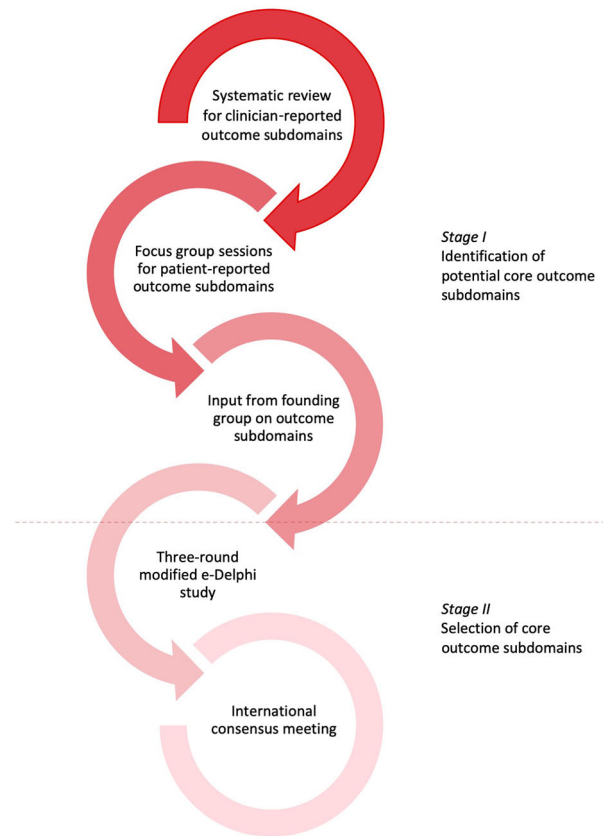 Systematic review
for clinician-reported
outcome subdomains
Focus group sessions
for patient-reported
outcome subdomains
Stage I
Identification of
potential core outcome
subdomains
Input from founding
group on outcome
subdomains
Three-round
modified e-Delphi
study
Stage II
Selection of core
outcome subdomains
International
consensus meeting